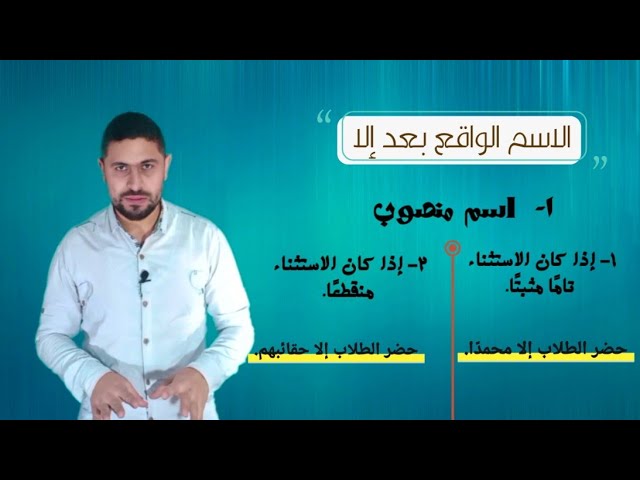 الاسم الواقع بعد إلا
١- اسم منصوب
١- إذا كان الاستثناء
تامًا مثبتًا.
حضر الطلاب إلا محمدًا.
٢- إذا كان الاستثناء
منقطعًا.
حضر الطلاب إلا حقائبهم.